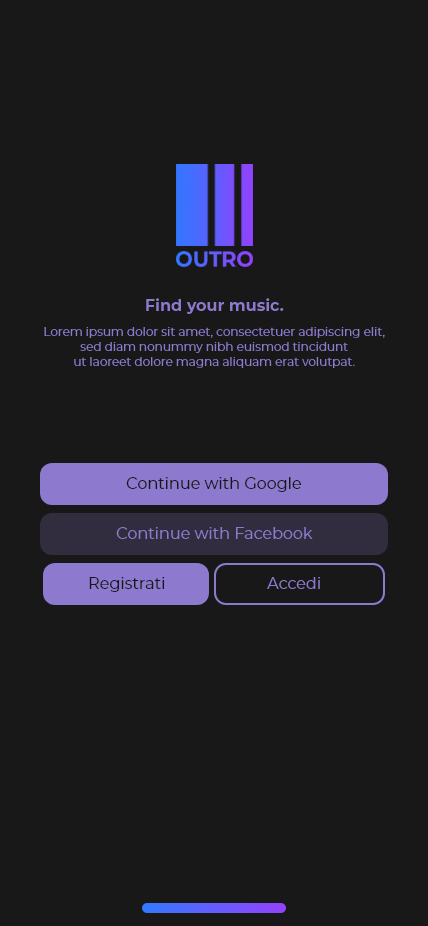 OUTRO
Find your music.
Lorem ipsum dolor sit amet, consectetuer adipiscing elit,
sed diam nonummy nibh euismod tincidunt
ut laoreet dolore magna aliquam erat volutpat.
Continue with Google
Continue with Facebook
Registrati
Accedi